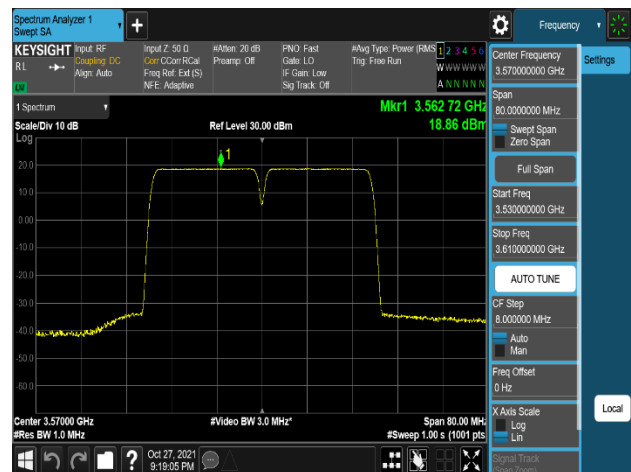 Spectrum Analyzer 1
Swept SA
+
Frequency
KEYSIGHT
RL
Input: RF
Coupling: DC
Align: Auto
Input Z: 50 Ω
Corr CCorr RCal
Freq Ref: Ext (S)
NFE: Adaptive
#Atten: 20 dB
Preamp: Off
PNO: Fast
Gate: LO
IF Gain: Low
Sig Track: Off
#Avg Type: Power (RMS
Trig: Free Run
1 2 3 4 5 6
W W W W W W
A N N N N N
LXI
1 Spectrum
Scale/Div 10 dB
Log
Ref Level 30.00 dBm
Mkr1 3.562 72 GHz
18.86 dBm
1
20.0
10.0
0.00
-10.0
-20.0
-30.0
-40.0
-50.0
-60.0
Center 3.57000 GHz
#Res BW 1.0 MHz
#Video BW 3.0 MHz*
Span 80.00 MHz
#Sweep 1.00 s (1001 pts
?
Oct 27, 2021
9:19:05 PM
Center Frequency
3.570000000 GHz
Settings
Span
80.0000000 MHz
Swept Span
Zero Span
Full Span
Start Freq
3.530000000 GHz
Stop Freq
3.610000000 GHz
AUTO TUNE
CF Step
8.000000 MHz
Auto
Man
Freq Offset
0 Hz
X Axis Scale
Log
Lin
Local
Signal Track
(Span Zoom)